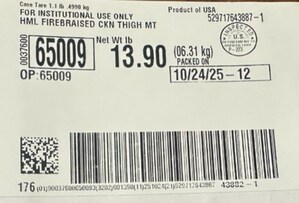 Case Tare 1.1 lb .4990 kg
Product of USA
FOR INSTITUTIONAL USE ONLY
529717643887-1
HML FIREBRAISED CKN THIGH MT
0037600
65009
Net Wt lb
13.90
(06.31 kg)
PACKED ON
10/24/25 - 12
OP:65009
U.S.
43882 -1
176